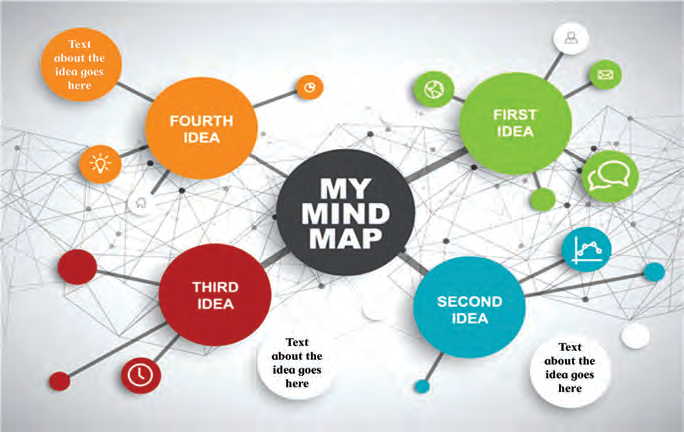 Text
about the
idea goes
here
FOURTH
IDEA
FIRST
IDEA
MY
MIND
MAP
THIRD
IDEA
SECOND
IDEA
Text
about the
idea goes
here
Text
about the
idea goes
here